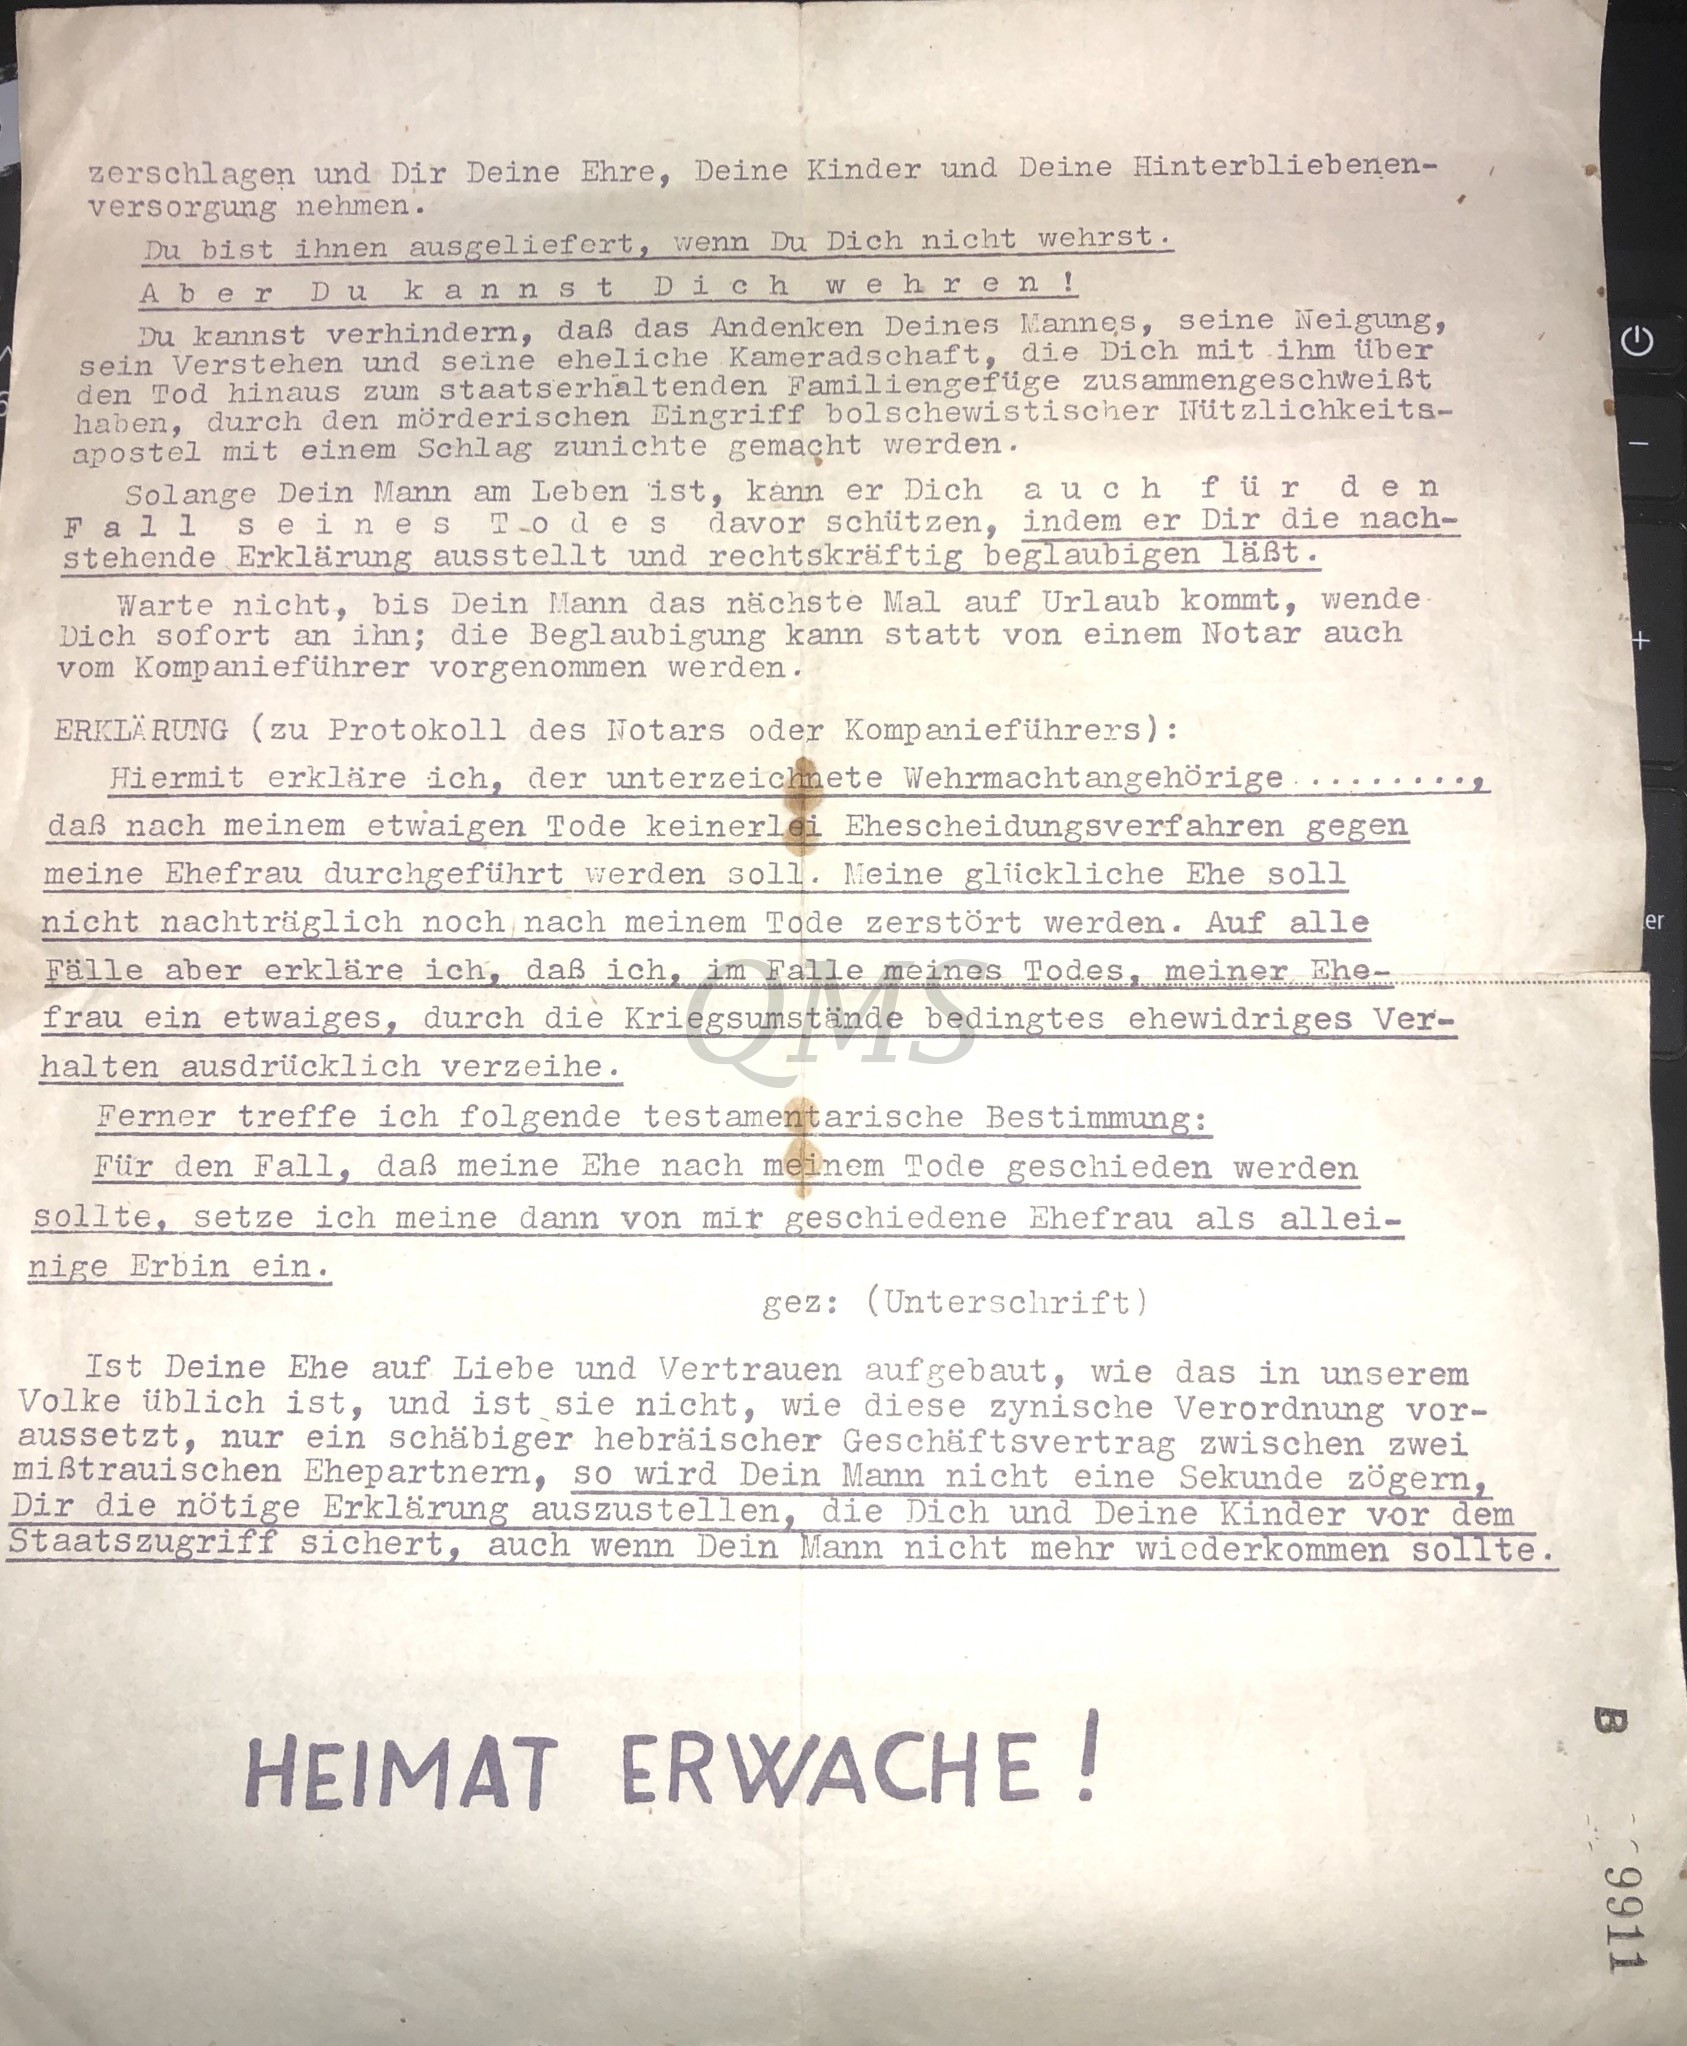 zerschlagen und Dir Deine Ehre, Deine Kinder und Deine Hinterbliebenen-
versorgung nehmen.
Du bist ihnen ausgeliefert, wenn Du Dich nicht wehrst.
A b e r  D u  k a n n s t  D i c h  w e h r e n !
Du kannst verhindern, daß das Andenken Deines Mannes, seine Neigung,
sein Verstehen und seine eheliche Kameradschaft, die Dich mit ihm über
den Tod hinaus zum staatserhaltenden Familiengefüge zusammengeschweißt
haben, durch den mörderischen Eingriff bolschewistischer Nützlichkeits-
apostel mit einem Schlag zunichte gemacht werden.
Solange Dein Mann am Leben ist, kann er Dich a u c h  f ü r  d e n
F a l l  s e i n e s  T o d e s davor schützen, indem er Dir die nach-
stehende Erklärung ausstellt und rechtskräftig beglaubigen läßt.
Warte nicht, bis Dein Mann das nächste Mal auf Urlaub kommt, wende
Dich sofort an ihn; die Beglaubigung kann statt von einem Notar auch
vom Kompanieführer vorgenommen werden.
ERKLÄRUNG (zu Protokoll des Notars oder Kompanieführers):
Hiermit erkläre ich, der unterzeichnete Wehrmachtangehörige .........,
daß nach meinem etwaigen Tode keinerlei Ehescheidungsverfahren gegen
meine Ehefrau durchgeführt werden soll. Meine glückliche Ehe soll
nicht nachträglich noch nach meinem Tode zerstört werden. Auf alle
Fälle aber erkläre ich, daß ich, im Falle meines Todes, meiner Ehe-
frau ein etwaiges, durch die Kriegsumstände bedingtes ehewidriges Ver-
halten ausdrücklich verzeihe.
QMS
Ferner treffe ich folgende testamentarische Bestimmung:
Für den Fall, daß meine Ehe nach meinem Tode geschieden werden
sollte, setze ich meine dann von mir geschiedene Ehefrau als allei-
nige Erbin ein.
gez: (Unterschrift)
Ist Deine Ehe auf Liebe und Vertrauen aufgebaut, wie das in unserem
Volke üblich ist, und ist sie nicht, wie diese zynische Verordnung vor-
aussetzt, nur ein schäbiger hebräischer Geschäftsvertrag zwischen zwei
mißtrauischen Ehepartnern, so wird Dein Mann nicht eine Sekunde zögern,
Dir die nötige Erklärung auszustellen, die Dich und Deine Kinder vor dem
Staatszugriff sichert, auch wenn Dein Mann nicht mehr wiederkommen sollte.
HEIMAT ERWACHE!
B
9911
er